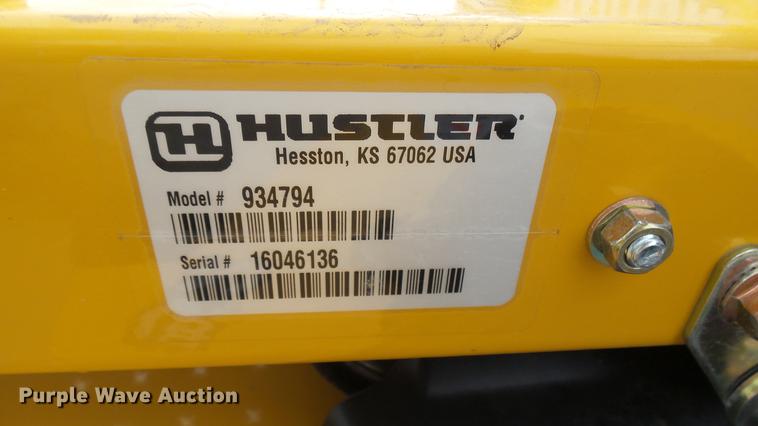 H HUSTLER
Hesston, KS 67062 USA
Model # 934794
Serial # 16046136
Purple Wave Auction